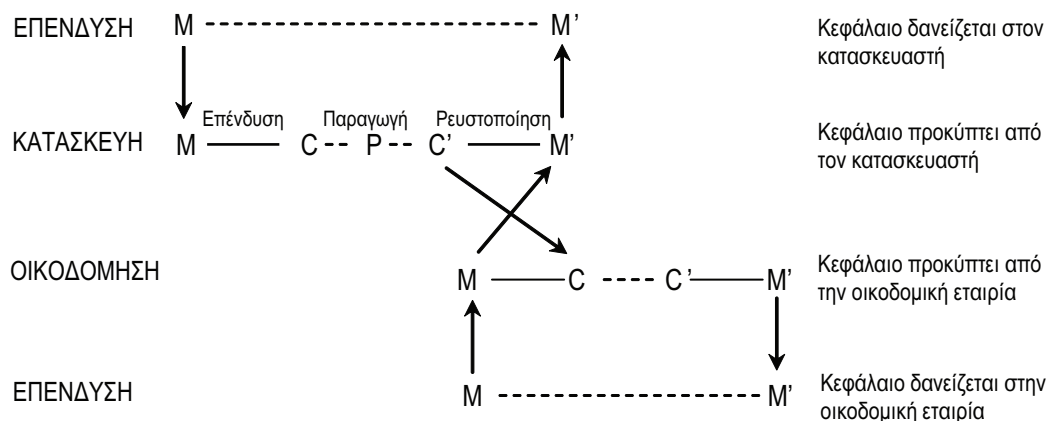 ΕΠΕΝΔΥΣΗ M M' Κεφάλαιο δανείζεται στον
κατασκευαστή
Επένδυση Παραγωγή Ρευστοποίηση
ΚΑΤΑΣΚΕΥΗ M C P C' M' Κεφάλαιο προκύπτει από
τον κατασκευαστή
ΟΙΚΟΔΟΜΗΣΗ M C C' M' Κεφάλαιο προκύπτει από
την οικοδομική εταιρία
ΕΠΕΝΔΥΣΗ M M' Κεφάλαιο δανείζεται στην
οικοδομική εταιρία